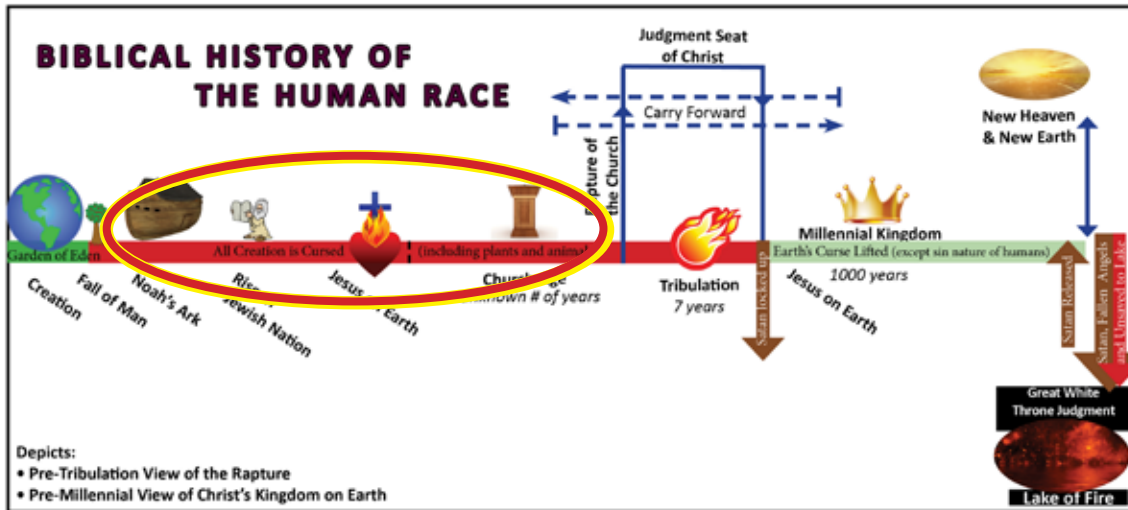 BIBLICAL HISTORY OF
THE HUMAN RACE
Judgment Seat
of Christ
Carry Forward
Rapture of
the Church
New Heaven
& New Earth
Garden of Eden
All Creation is Cursed
(including plants and
Millennial Kingdom
Earth's Curse Lifted (except sin nature of humans)
1000 years
Creation
Fall of Man
Noah's Ark
Jewish Nation
Jesus on Earth
Church
# of years
Tribulation
7 years
Satan locked up
Jesus on Earth
Satan Released
Satan, Fallen Angels
and Unsaved to Lake
Great White
Throne Judgment
Lake of Fire
Depicts:
• Pre-Tribulation View of the Rapture
• Pre-Millennial View of Christ's Kingdom on Earth